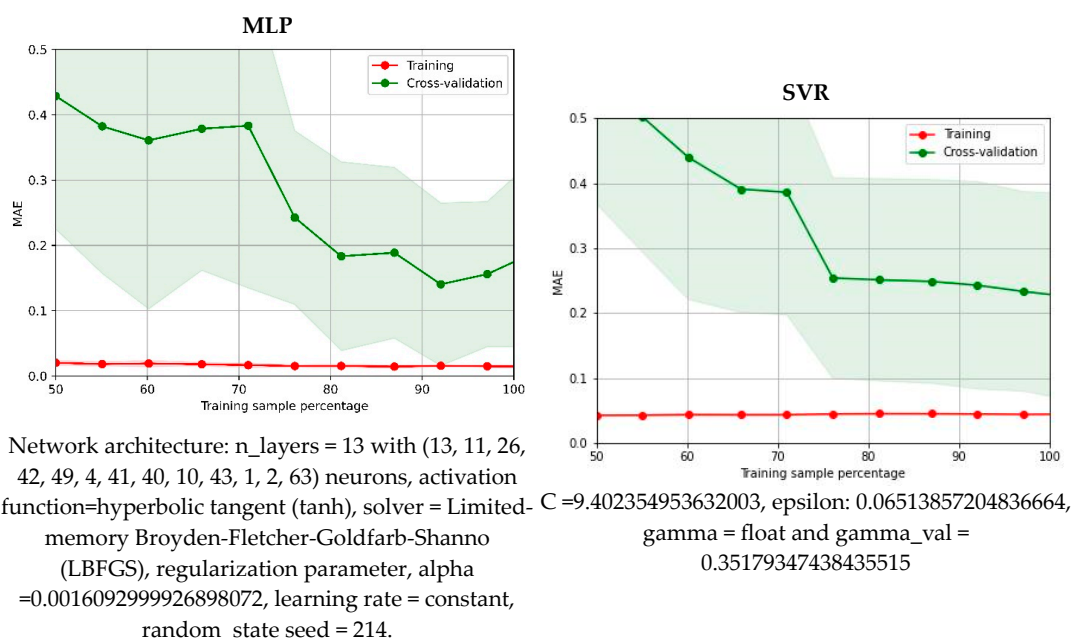 MLP
0.5
0.4
0.3
0.2
0.1
0.0
MAE
50
60
70
80
90
100
Training sample percentage
Training
Cross-validation
Network architecture: n_layers = 13 with (13, 11, 26,
42, 49, 4, 41, 40, 10, 43, 1, 2, 63) neurons, activation
function=hyperbolic tangent (tanh), solver = Limited-
memory Broyden-Fletcher-Goldfarb-Shanno
(LBFGS), regularization parameter, alpha
=0.0016092999926898072, learning rate = constant,
random_state seed = 214.
SVR
0.5
0.4
0.3
0.2
0.1
0.0
MAE
50
60
70
80
90
100
Training sample percentage
Training
Cross-validation
C =9.402354953632003, epsilon: 0.06513857204836664,
gamma = float and gamma_val =
0.35179347438435515